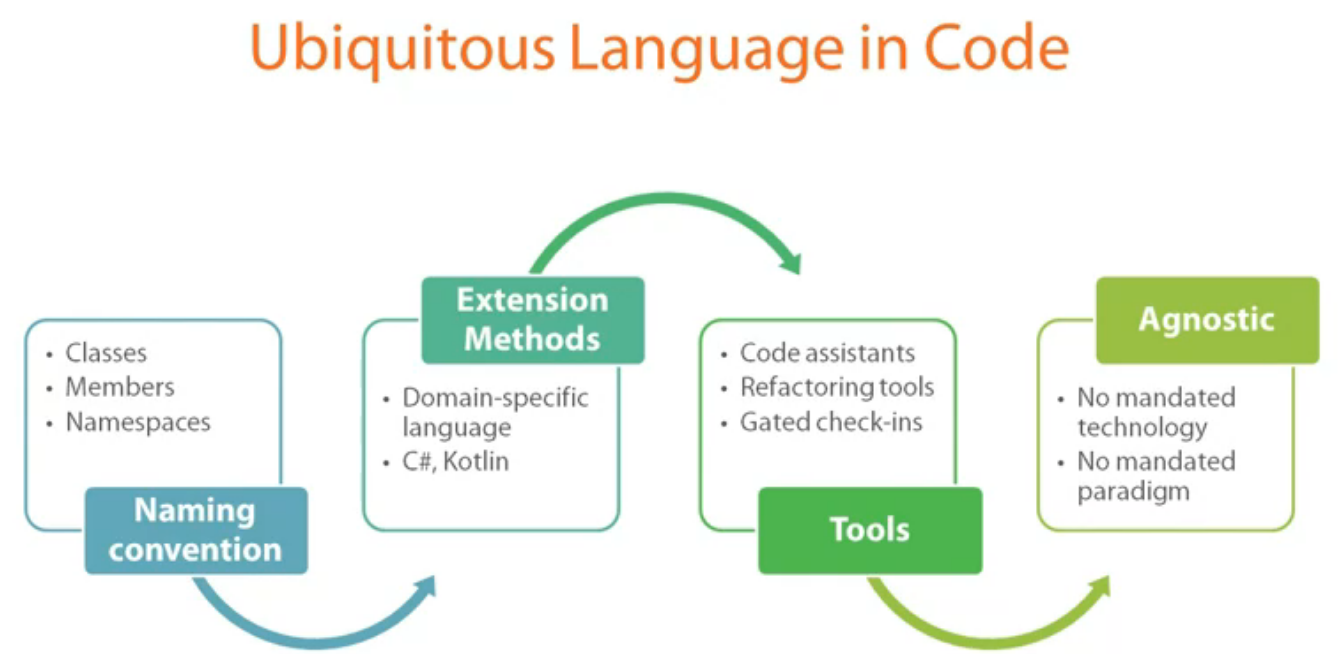 Ubiquitous Language in Code
• Classes
• Members
• Namespaces
Naming
convention
Extension
Methods
• Domain-specific
language
• C#, Kotlin
• Code assistants
• Refactoring tools
• Gated check-ins
Tools
Agnostic
• No mandated
technology
• No mandated
paradigm